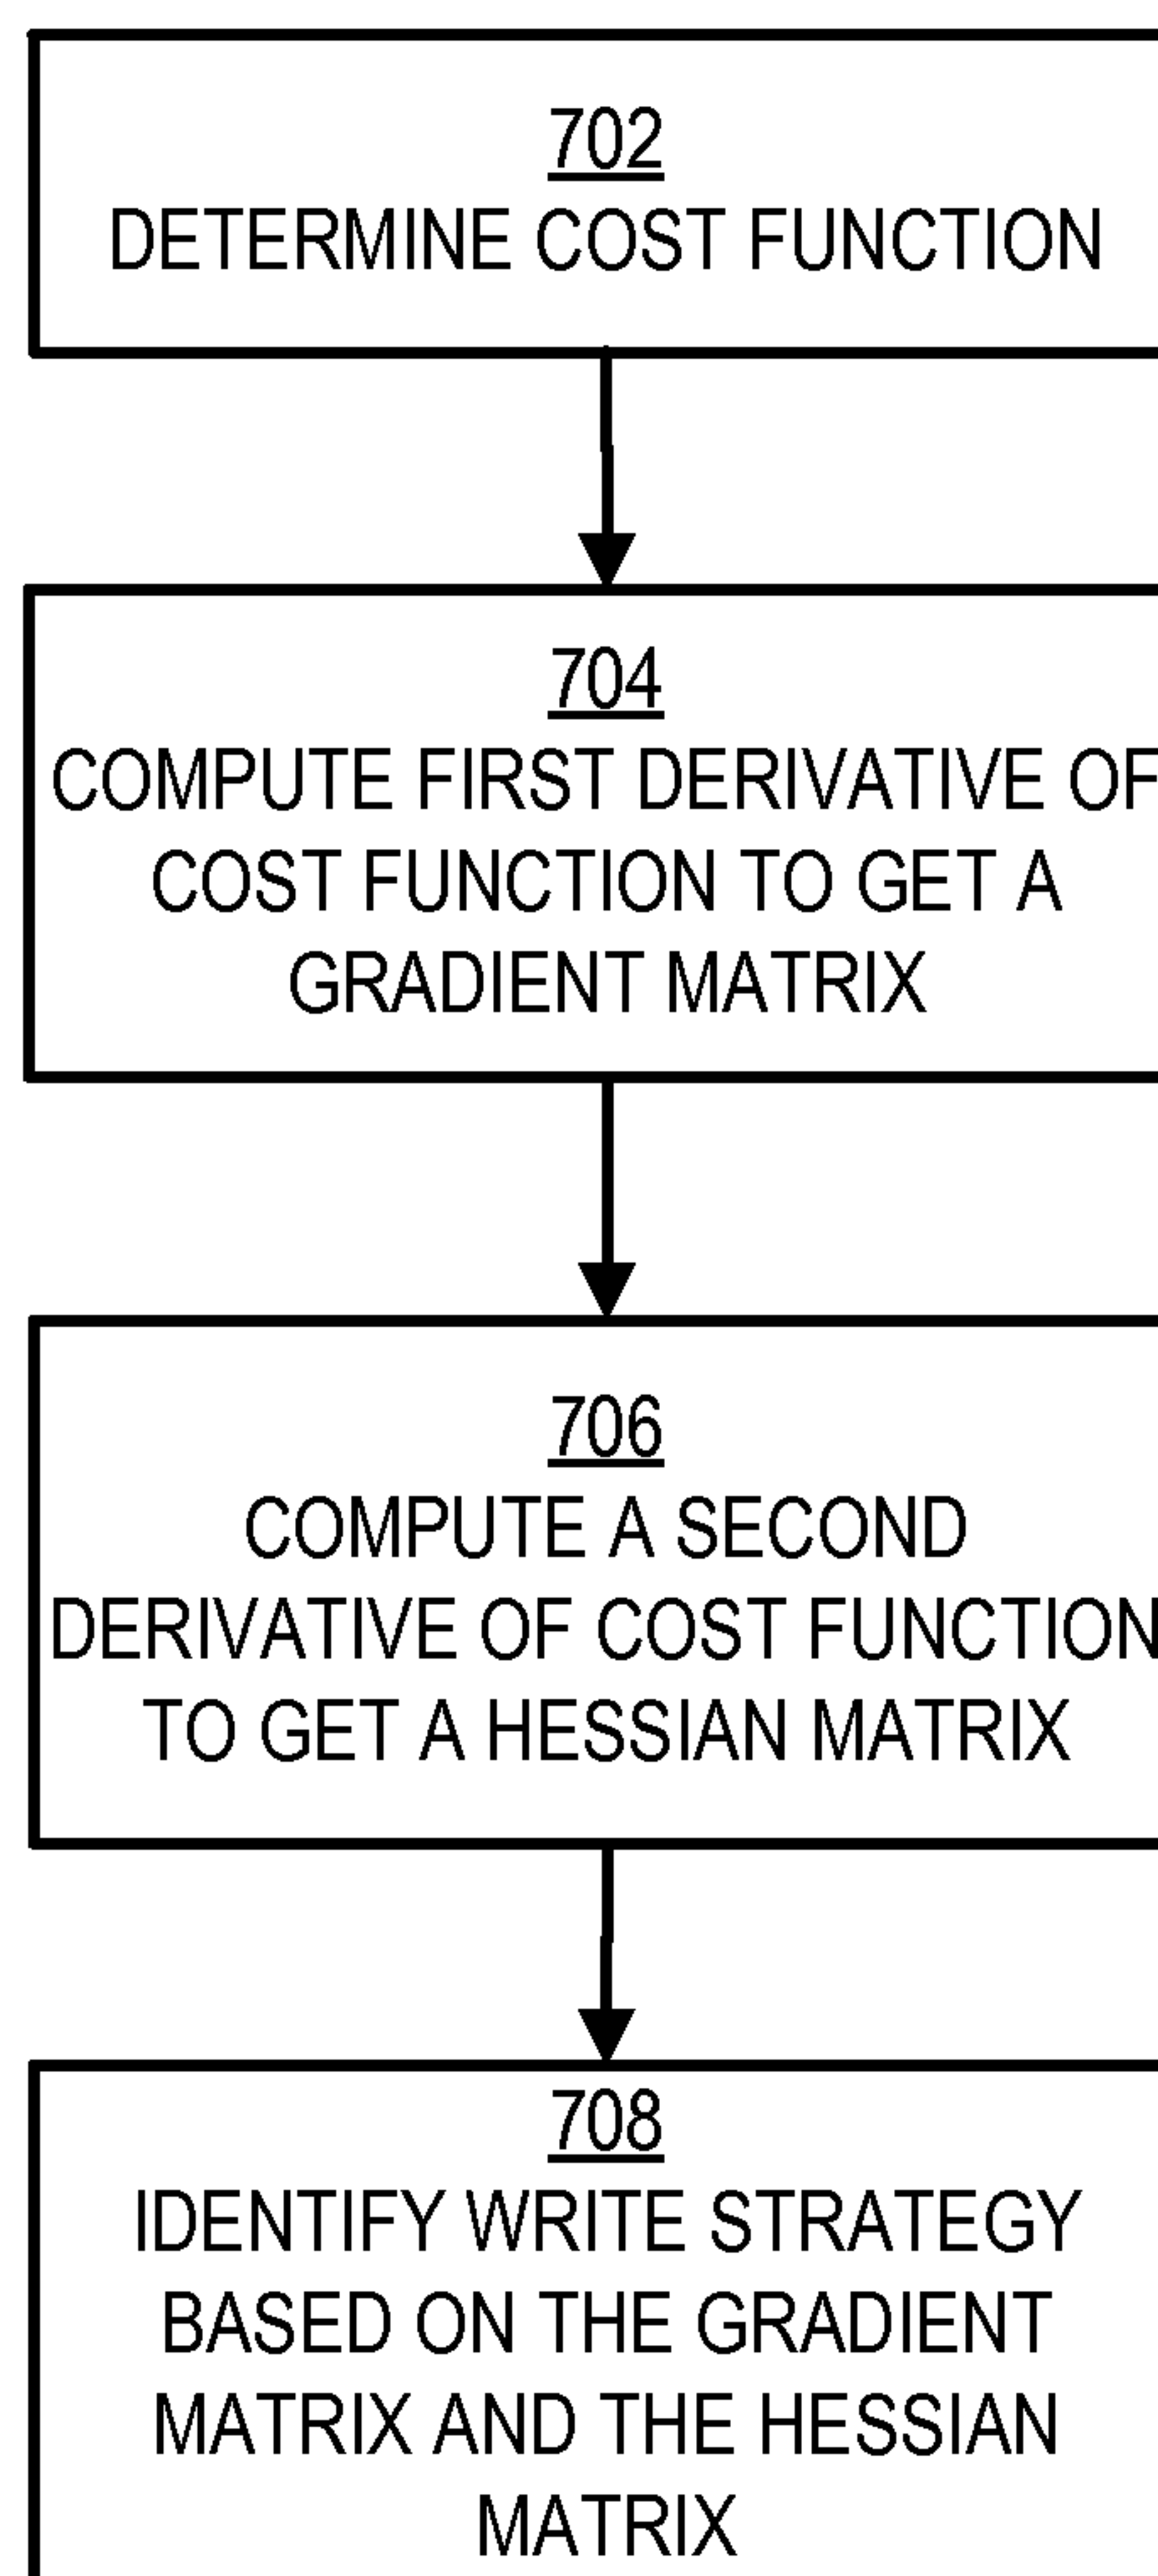 702
DETERMINE COST FUNCTION
704
COMPUTE FIRST DERIVATIVE OF
COST FUNCTION TO GET A
GRADIENT MATRIX
706
COMPUTE A SECOND
DERIVATIVE OF COST FUNCTION
TO GET A HESSIAN MATRIX
708
IDENTIFY WRITE STRATEGY
BASED ON THE GRADIENT
MATRIX AND THE HESSIAN
MATRIX